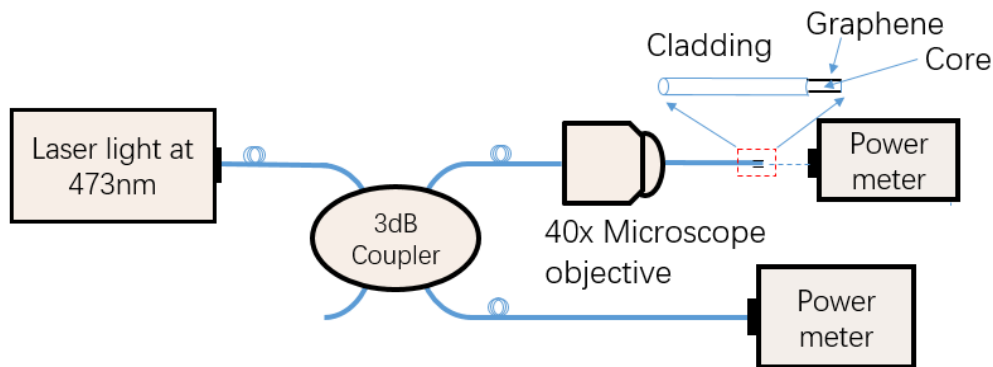 Graphene
Cladding
Core
Laser light at
473nm
Power
meter
3dB
Coupler
40x Microscope
objective
Power
meter